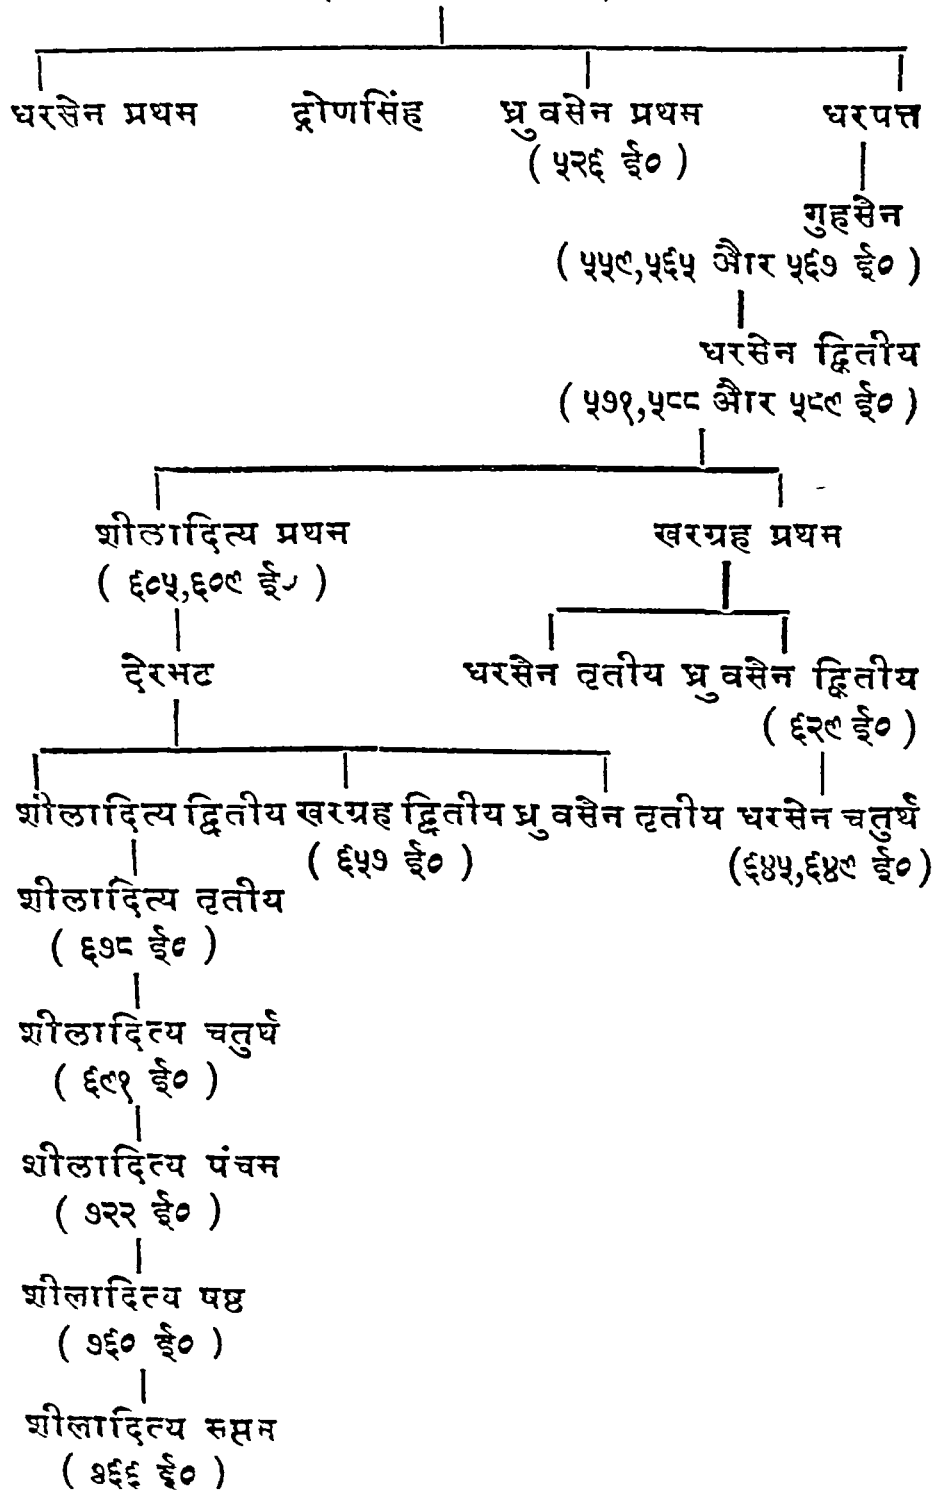 धरसेन प्रथम द्रोणसिंह ध्रुवसेन प्रथम धरपत्त
( ५२६ ई० )
गुहसेन
( ५५९,५६५ और ५६७ ई० )
धरसेन द्वितीय
( ५७१,५८८ और ५८९ ई० )
शीलादित्य प्रथम खरग्रह प्रथम
( ६०५,६०९ ई० )
देरभट धरसेन तृतीय ध्रुवसेन द्वितीय
( ६२९ ई० )
शीलादित्य द्वितीय खरग्रह द्वितीय ध्रुवसेन तृतीय धरसेन चतुर्थ
( ६५७ ई० ) (६४५,६४९ ई०)
शीलादित्य तृतीय
( ६७८ ई० )
शीलादित्य चतुर्थ
( ६९१ ई० )
शीलादित्य पंचम
( ७२२ ई० )
शीलादित्य षष्ठ
( ७६० ई० )
शीलादित्य सप्तम
( ७६६ ई० )